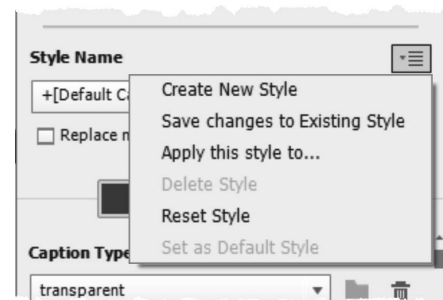 Style Name
Create New Style
+[Default Ca
Save changes to Existing Style
Replace
Apply this style to...
Delete Style
Reset Style
Caption Type
Set as Default Style
transparent